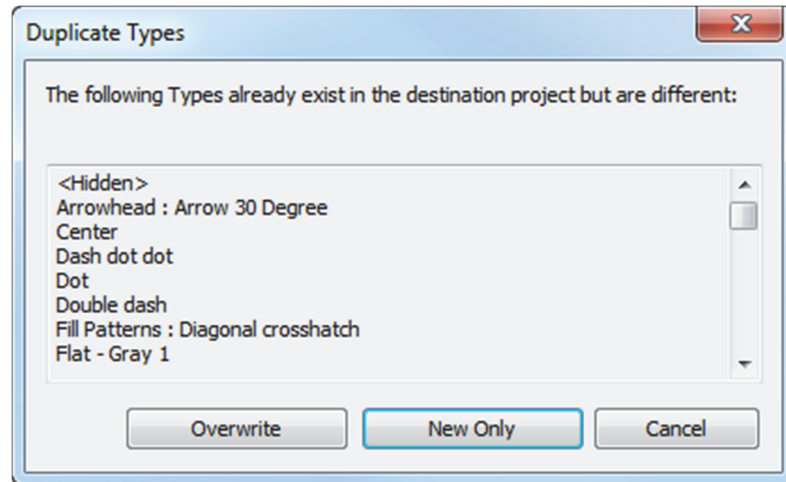 Duplicate Types
The following Types already exist in the destination project but are different:
<Hidden>
Arrowhead : Arrow 30 Degree
Center
Dash dot dot
Dot
Double dash
Fill Patterns : Diagonal crosshatch
Flat - Gray 1
Overwrite
New Only
Cancel